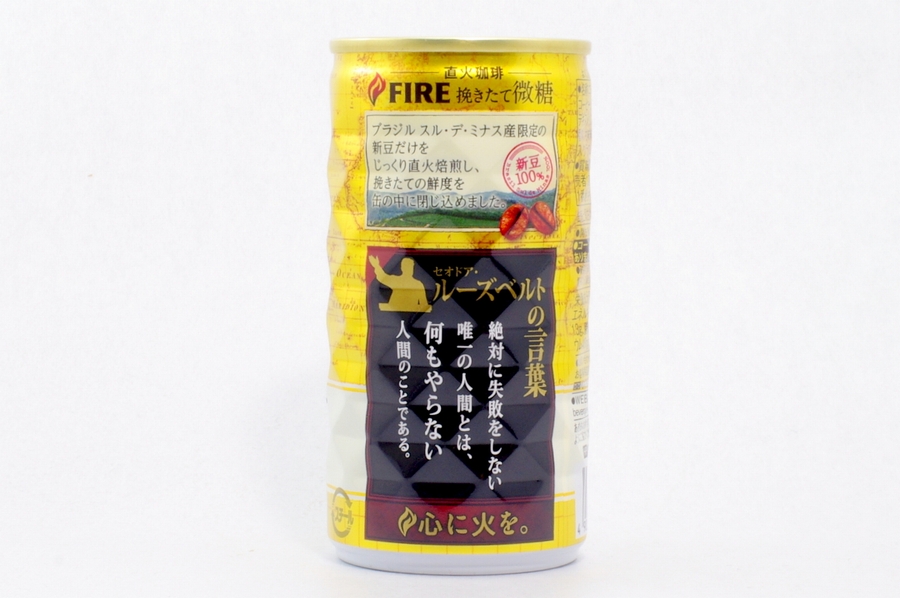 直火珈琲
FIRE 挽きたて微糖
ブラジル スル・デ・ミナス産限定の
新豆だけを
じっくり直火焙煎し、
挽きたての鮮度を
缶の中に閉じ込めました。
新豆
100%
セオドア・
ルーズベルト
の言葉
絶対に失敗をしない
唯一の人間とは、
何もやらない
人間のことである。
心に火を。
スチール